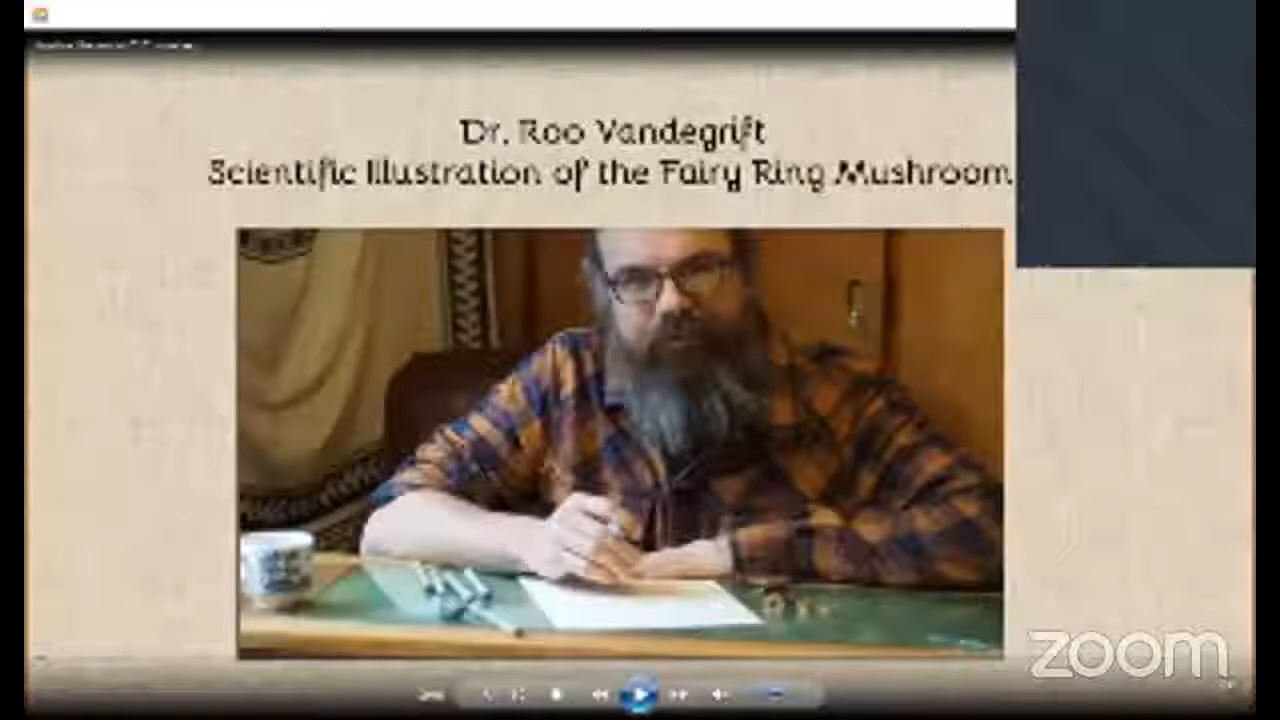 Dr. Roo Vandegrift
Scientific Illustration of the Fairy Ring Mushroom
zoom